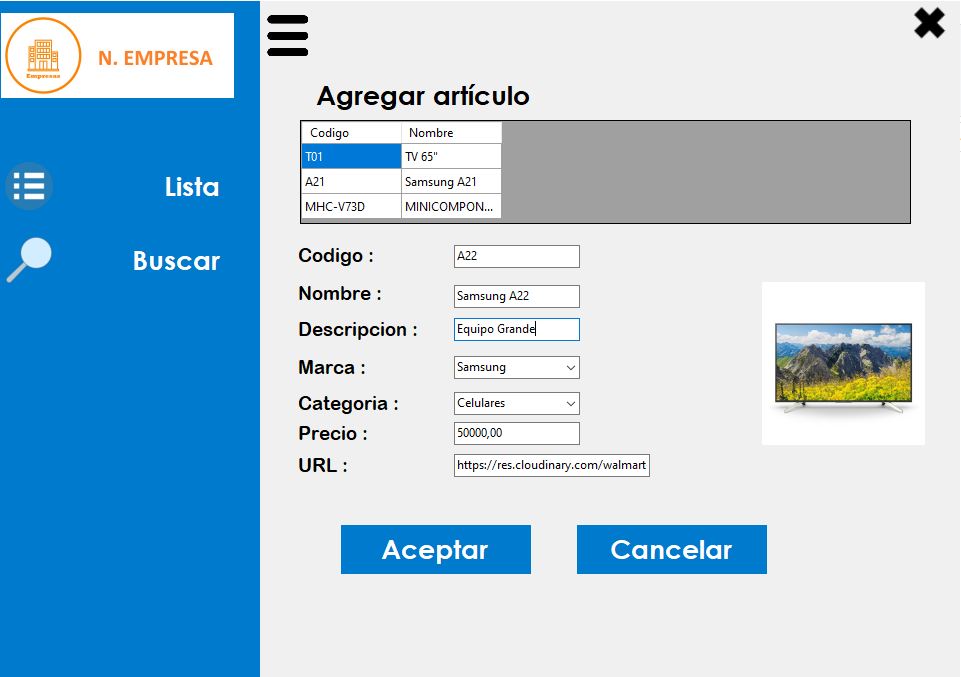 Empresas
N. EMPRESA
Lista
Buscar
Agregar artículo
Codigo Nombre
T01 TV 65"
A21 Samsung A21
MHC-V73D MINICOMPON...
Codigo : A22
Nombre : Samsung A22
Descripcion : Equipo Grande
Marca : Samsung
Categoria : Celulares
Precio : 50000,00
URL : https://res.cloudinary.com/walmart
Aceptar Cancelar